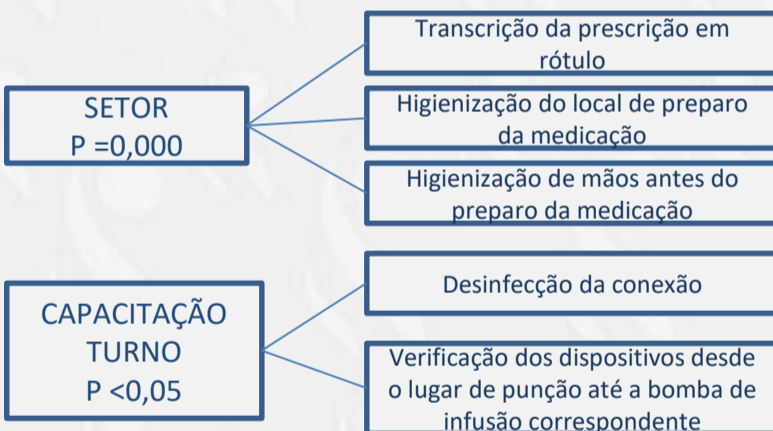 SETOR
P =0,000
Transcrição da prescrição em
rótulo
Higienização do local de preparo
da medicação
Higienização de mãos antes do
preparo da medicação
CAPACITAÇÃO
TURNO
P <0,05
Desinfecção da conexão
Verificação dos dispositivos desde
o lugar de punção até a bomba de
infusão correspondente